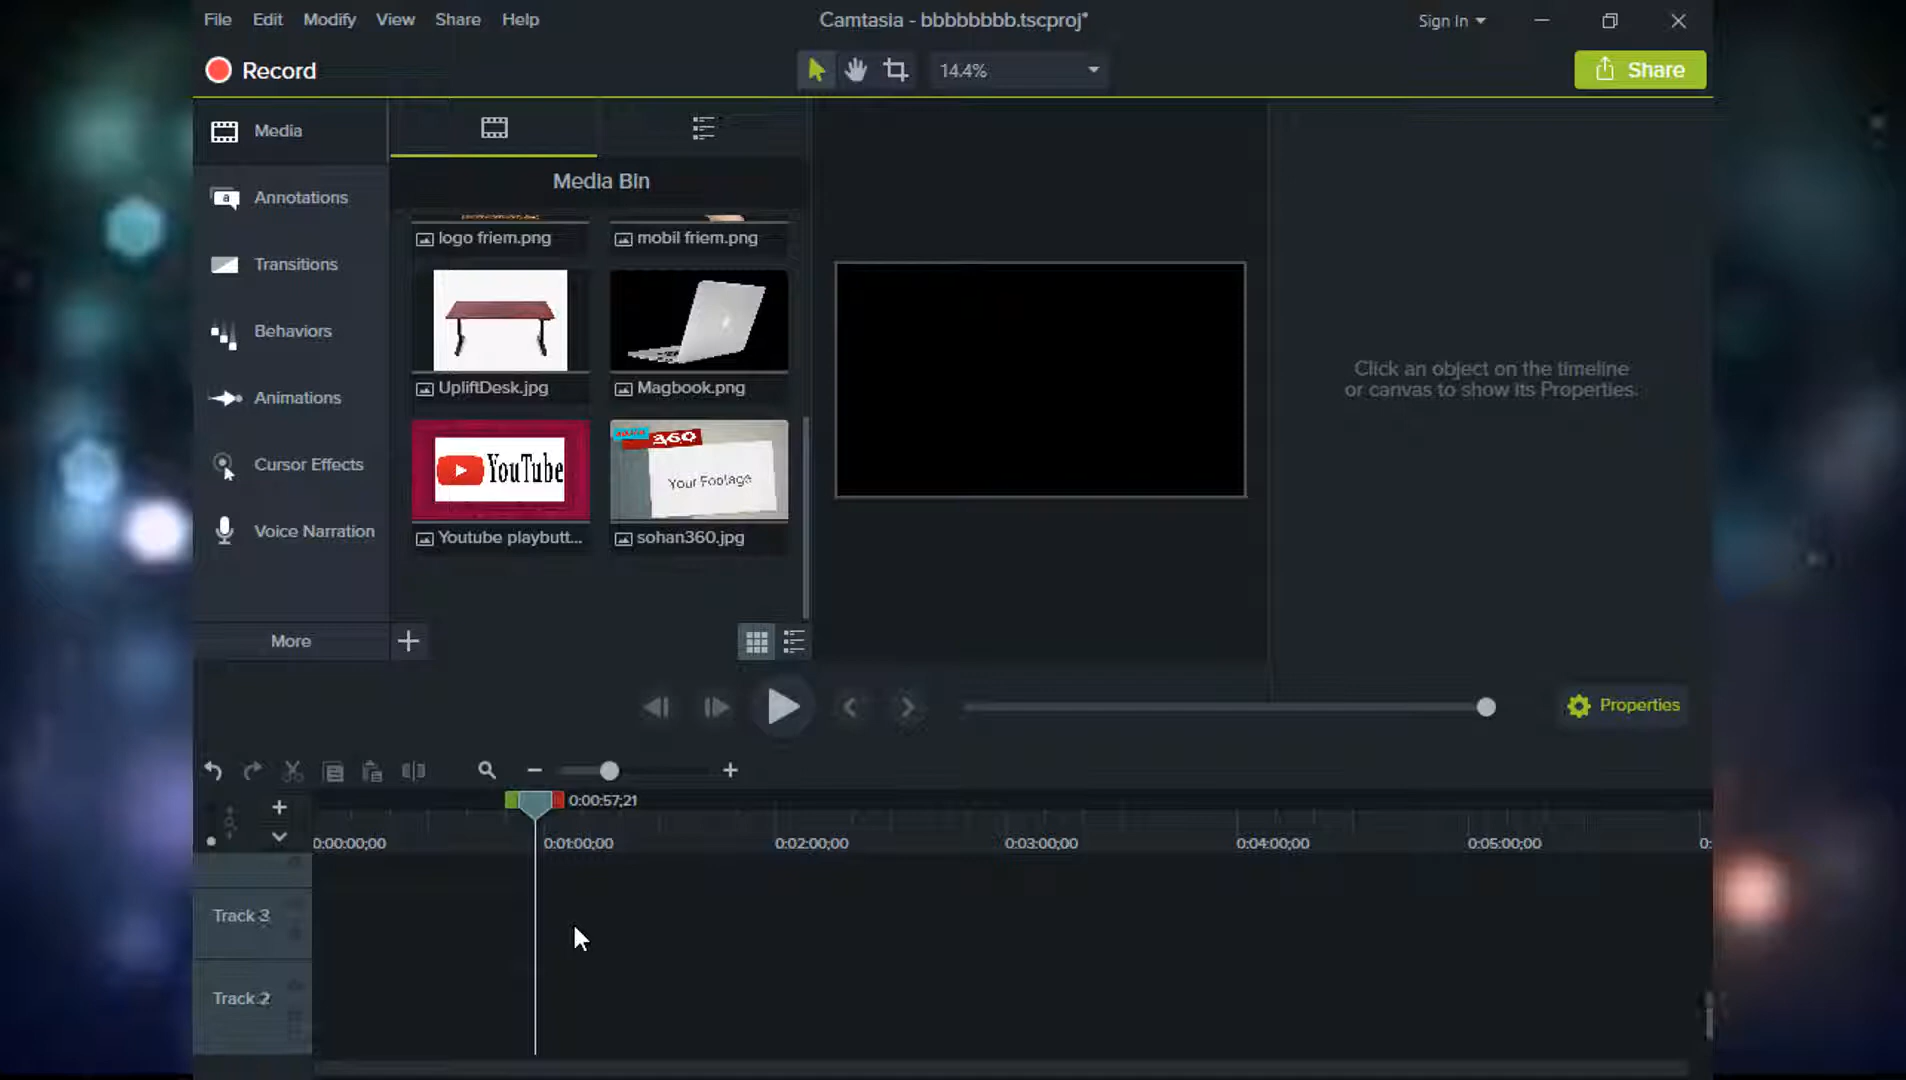 File Edit Modify View Share Help
Camtasia - bbbbbbbb.tscproj*
Sign In
Record
14.4%
Share
Media
Annotations
Transitions
Behaviors
Animations
Cursor Effects
Voice Narration
More
Media Bin
logo friem.png
mobil friem.png
UpliftDesk.jpg
Magbook.png
YouTube
360
Your Footage
Youtube playbutt...
sohan360.jpg
Click an object on the timeline
or canvas to show its Properties.
Properties
0:00:57;21
0:00:00;00 0:01:00;00 0:02:00;00 0:03:00;00 0:04:00;00 0:05:00;00 0:
Track 3
Track 2